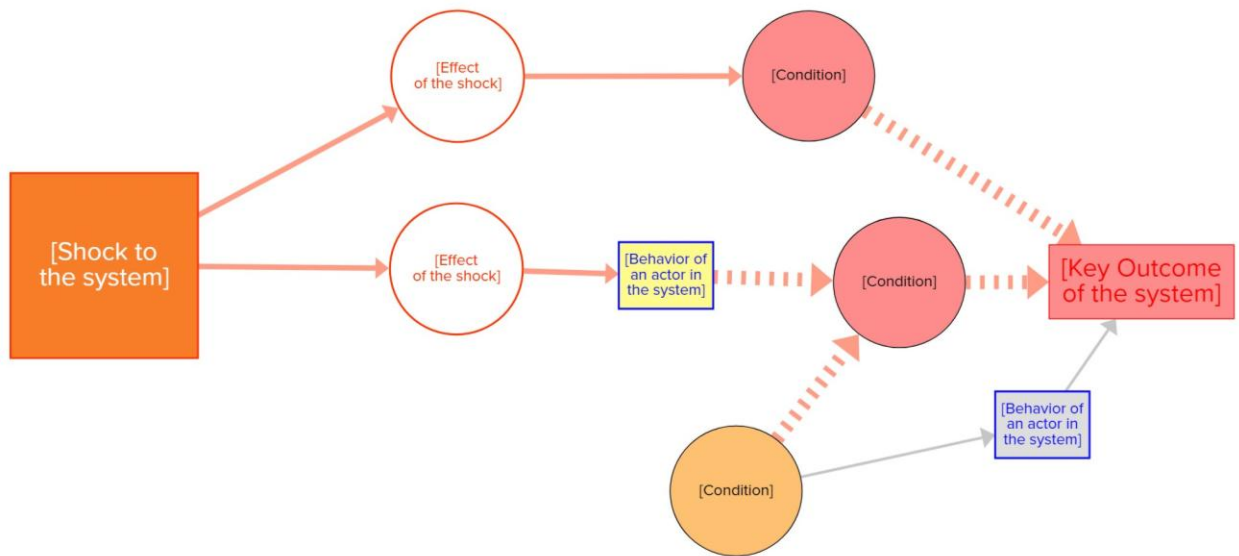 [Effect
of the shock]
[Condition]
[Shock to
the system]
[Effect
of the shock]
[Behavior of
an actor in
the system]
[Condition]
[Key Outcome
of the system]
[Behavior of
an actor in
the system]
[Condition]